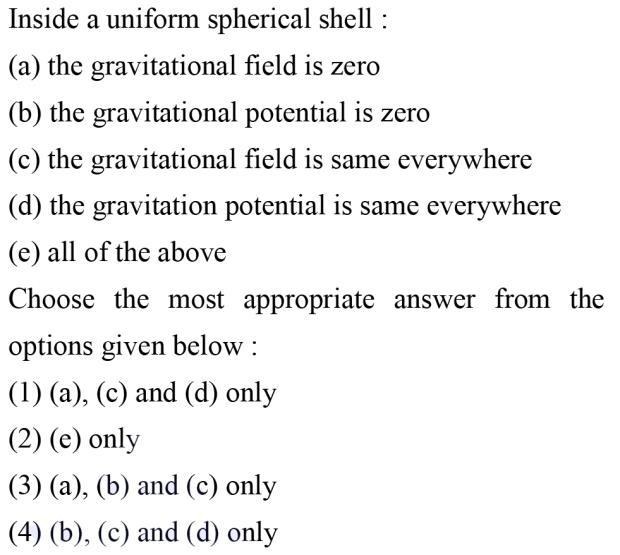 Inside a uniform spherical shell :
(a) the gravitational field is zero
(b) the gravitational potential is zero
(c) the gravitational field is same everywhere
(d) the gravitation potential is same everywhere
(e) all of the above
Choose the most appropriate answer from the
options given below :
(1) (a), (c) and (d) only
(2) (e) only
(3) (a), (b) and (c) only
(4) (b), (c) and (d) only